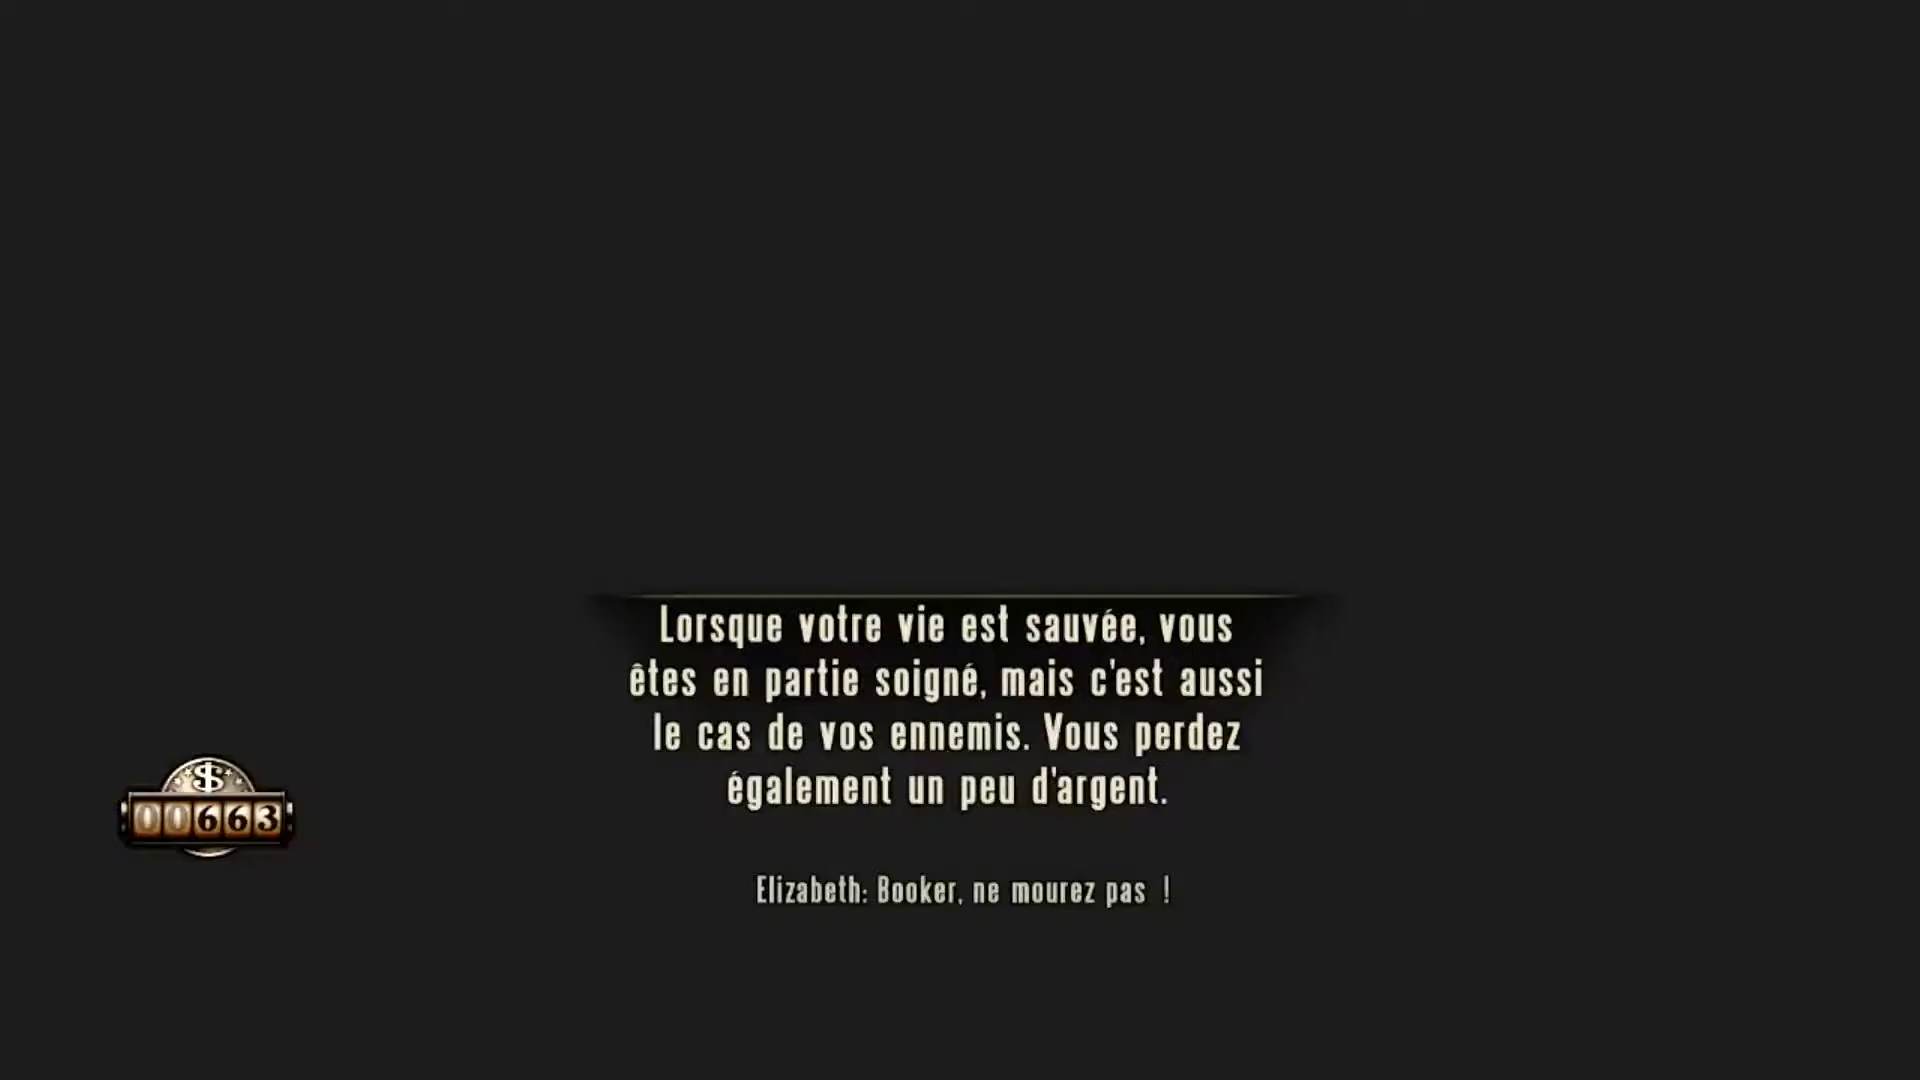 Lorsque votre vie est sauvée, vous
êtes en partie soigné, mais c'est aussi
le cas de vos ennemis. Vous perdez
également un peu d'argent.
$
00663
Elizabeth: Booker, ne mourez pas !